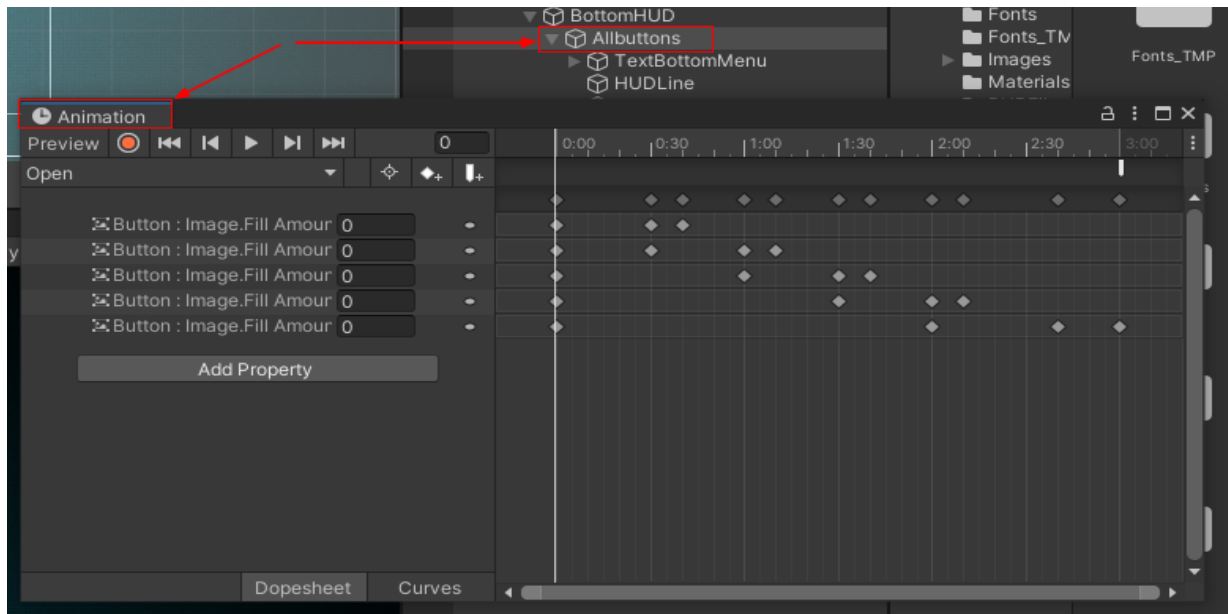 BottomHUD
Allbuttons
TextBottomMenu
HUDLine
Fonts
Fonts_TM
Images
Materials
Fonts_TMP
Animation
Preview 0 0:00 0:30 1:00 1:30 2:00 2:30 3:00
Open
Button : Image.Fill Amour 0
Button : Image.Fill Amour 0
Button : Image.Fill Amour 0
Button : Image.Fill Amour 0
Button : Image.Fill Amour 0
Add Property
Dopesheet Curves